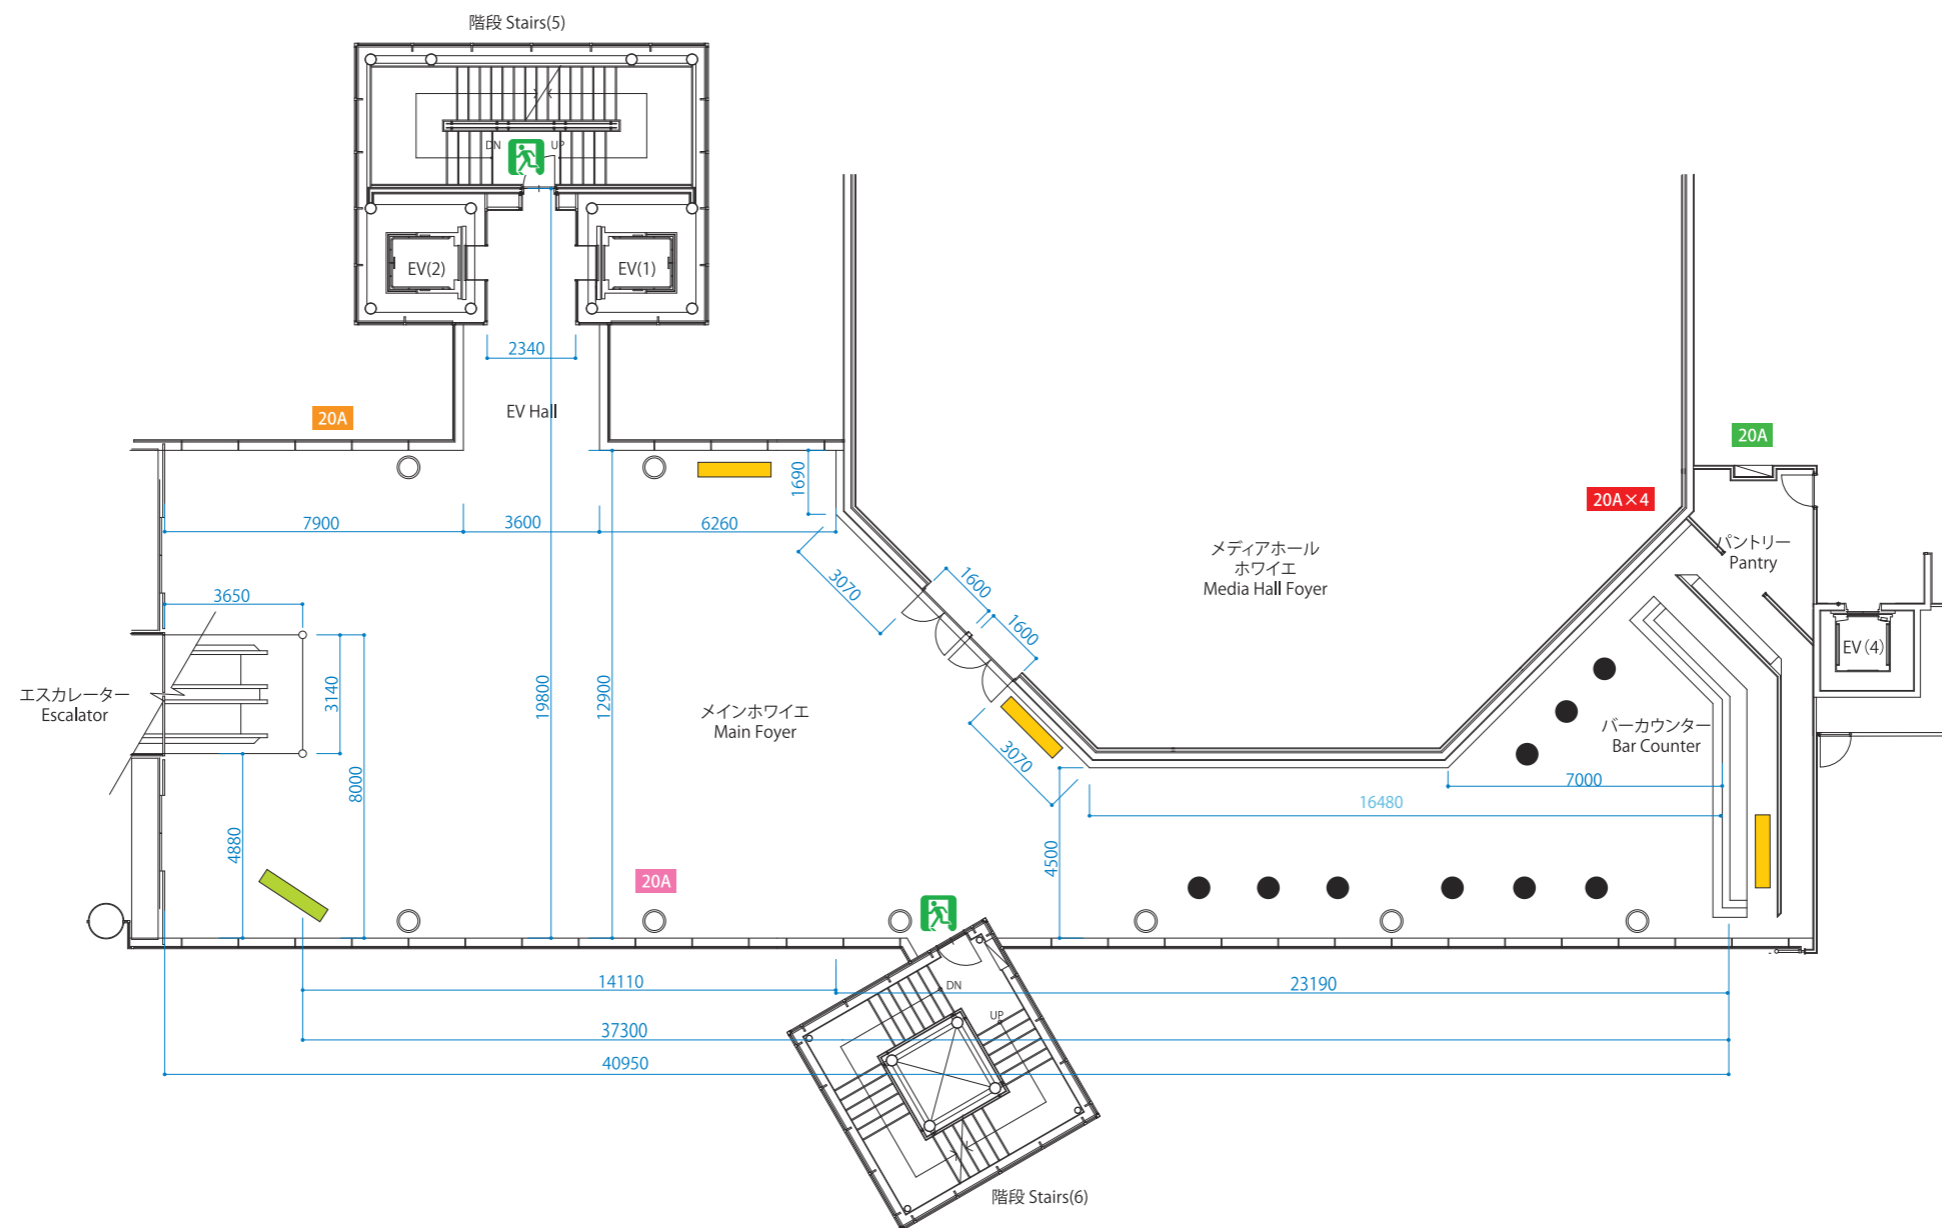 階段 Stairs(5)
DN
UP
EV(2)
EV(1)
2340
EV Hall
20A
20A
1690
7900
3600
6260
20A×4
メディアホール
ホワイエ
Media Hall Foyer
パントリー
Pantry
3070
1600
1600
3650
EV（4）
エスカレーター
Escalator
3140
19800
12900
メインホワイエ
Main Foyer
バーカウンター
Bar Counter
3070
8000
7000
16480
4880
4500
20A
14110
DN
23190
UP
37300
40950
階段 Stairs(6)